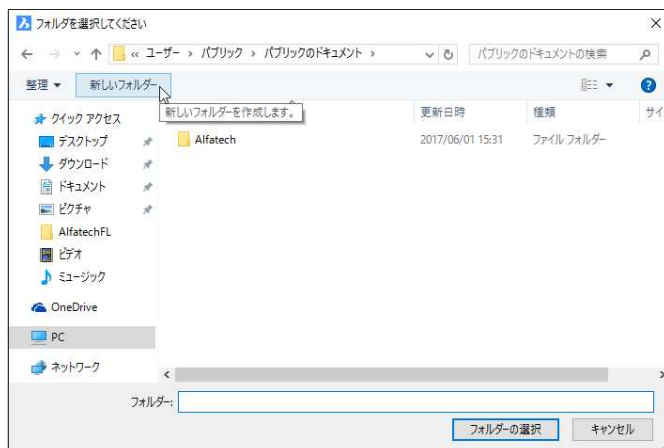 フォルダを選択してください
« ユーザー > パブリック > パブリックのドキュメント >
パブリックのドキュメントの検索
整理 新しいフォルダー
新しいフォルダーを作成します。
更新日時 種類 サイ
クイック アクセス
デスクトップ
ダウンロード
ドキュメント
ピクチャ
AlfatechFL
ビデオ
ミュージック
OneDrive
PC
ネットワーク
Alfatech 2017/06/01 15:31 ファイル フォルダー
フォルダー:
フォルダーの選択 キャンセル